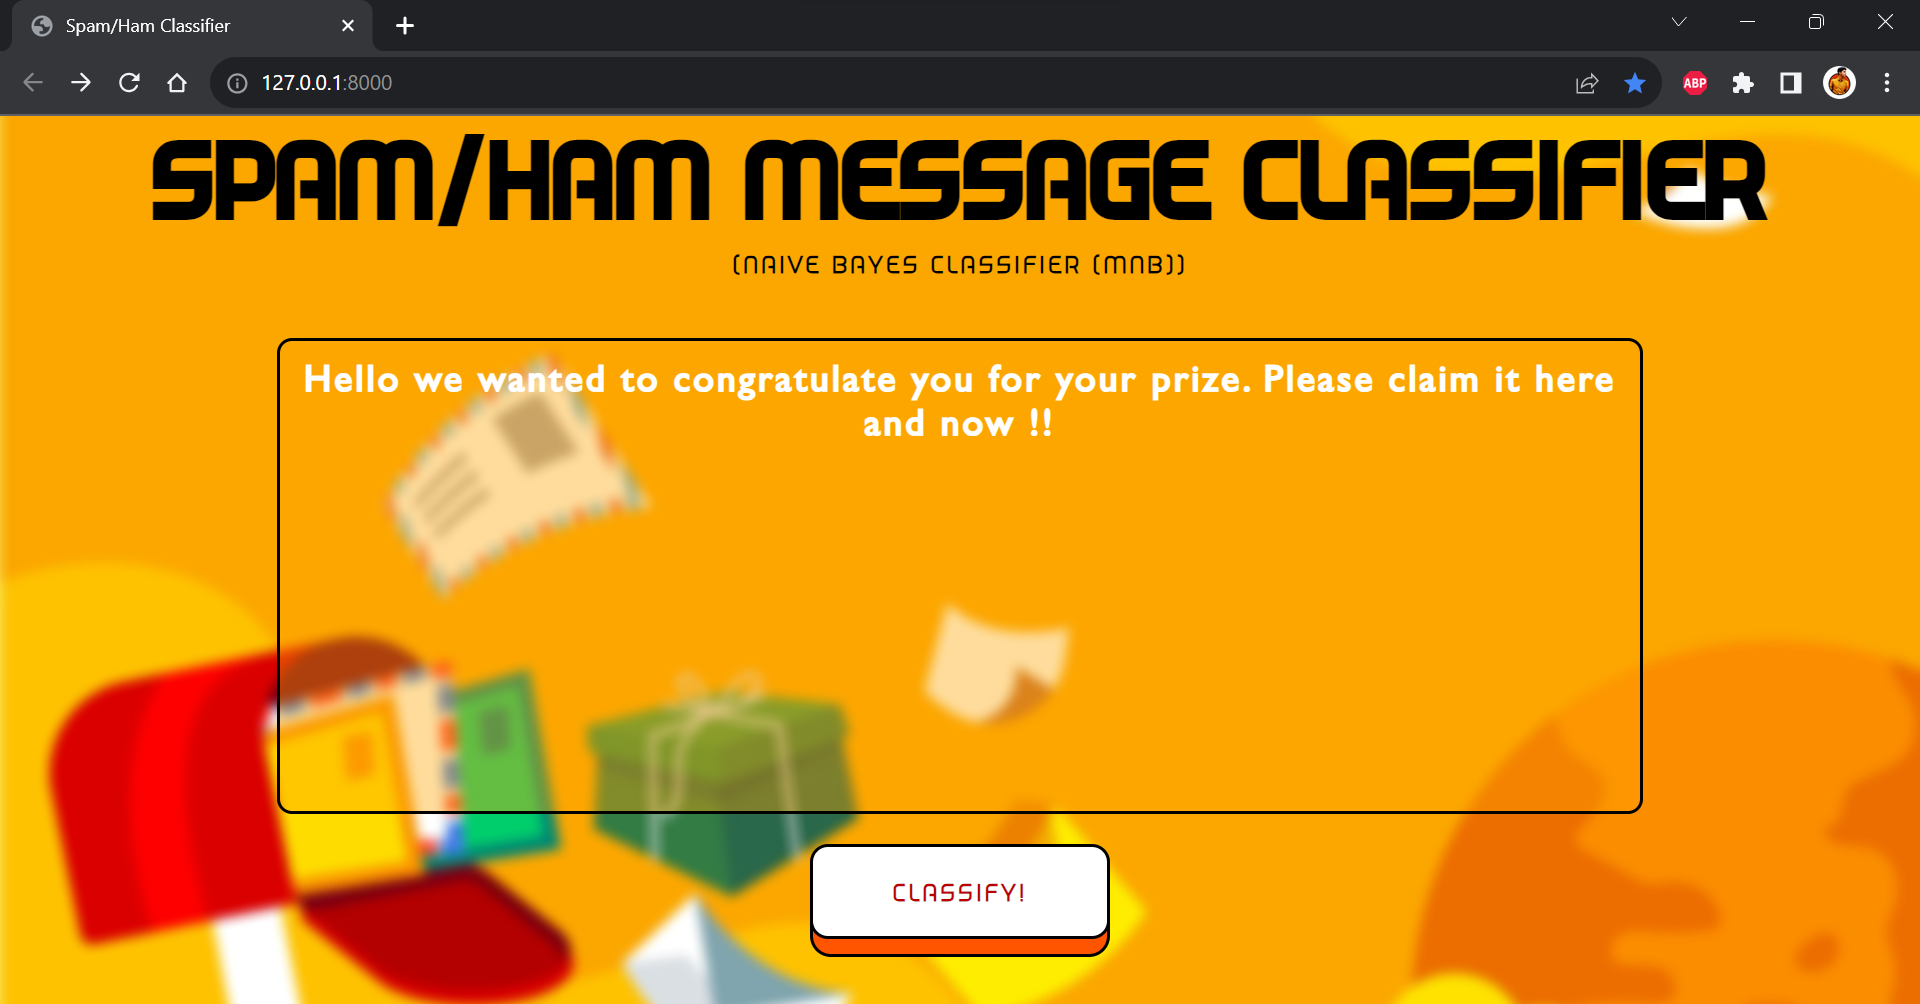 Spam/Ham Classifier
127.0.0.1:8000
ABP
SPAM/HAM MESSAGE CLASSIFIER
(NAIVE BAYES CLASSIFIER (MNB))
Hello we wanted to congratulate you for your prize. Please claim it here
and now !!
CLASSIFY!